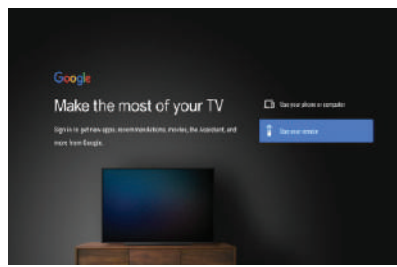 Google
Make the most of your TV
Use your phone or computer
Sign in to get new apps, recommendations, movies, the Assistant, and
Use your remote
more from Google.